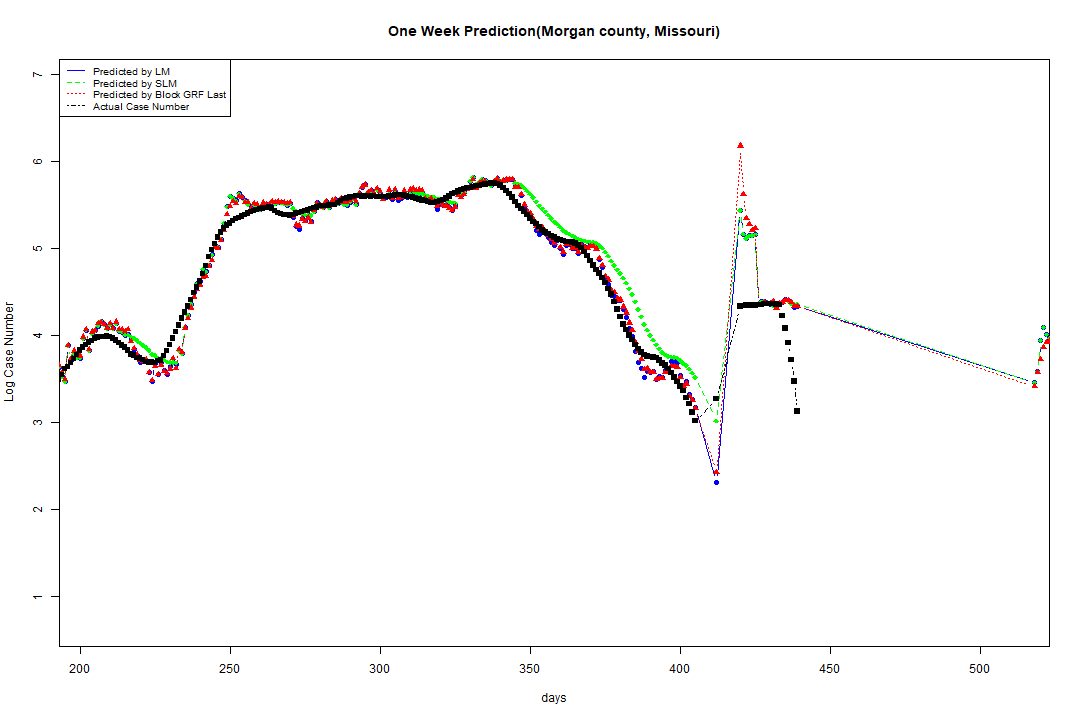 One Week Prediction(Morgan county, Missouri)
Predicted by LM
Predicted by SLM
Predicted by Block GRF Last
Actual Case Number
7
6
5
4
3
2
1
Log Case Number
200 250 300 350 400 450 500
days